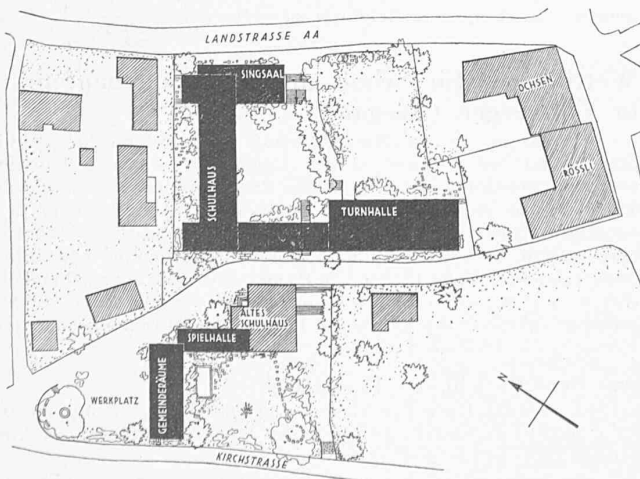 LANDSTRASSE AA
SINGSAAL
OCHSEN
SCHULHAUS
RÖSSLI
TURNHALLE
ALTES
SCHULHAUS
SPIELHALLE
GEMEINDERÄUME
WERKPLATZ
N
KIRCHSTRASSE